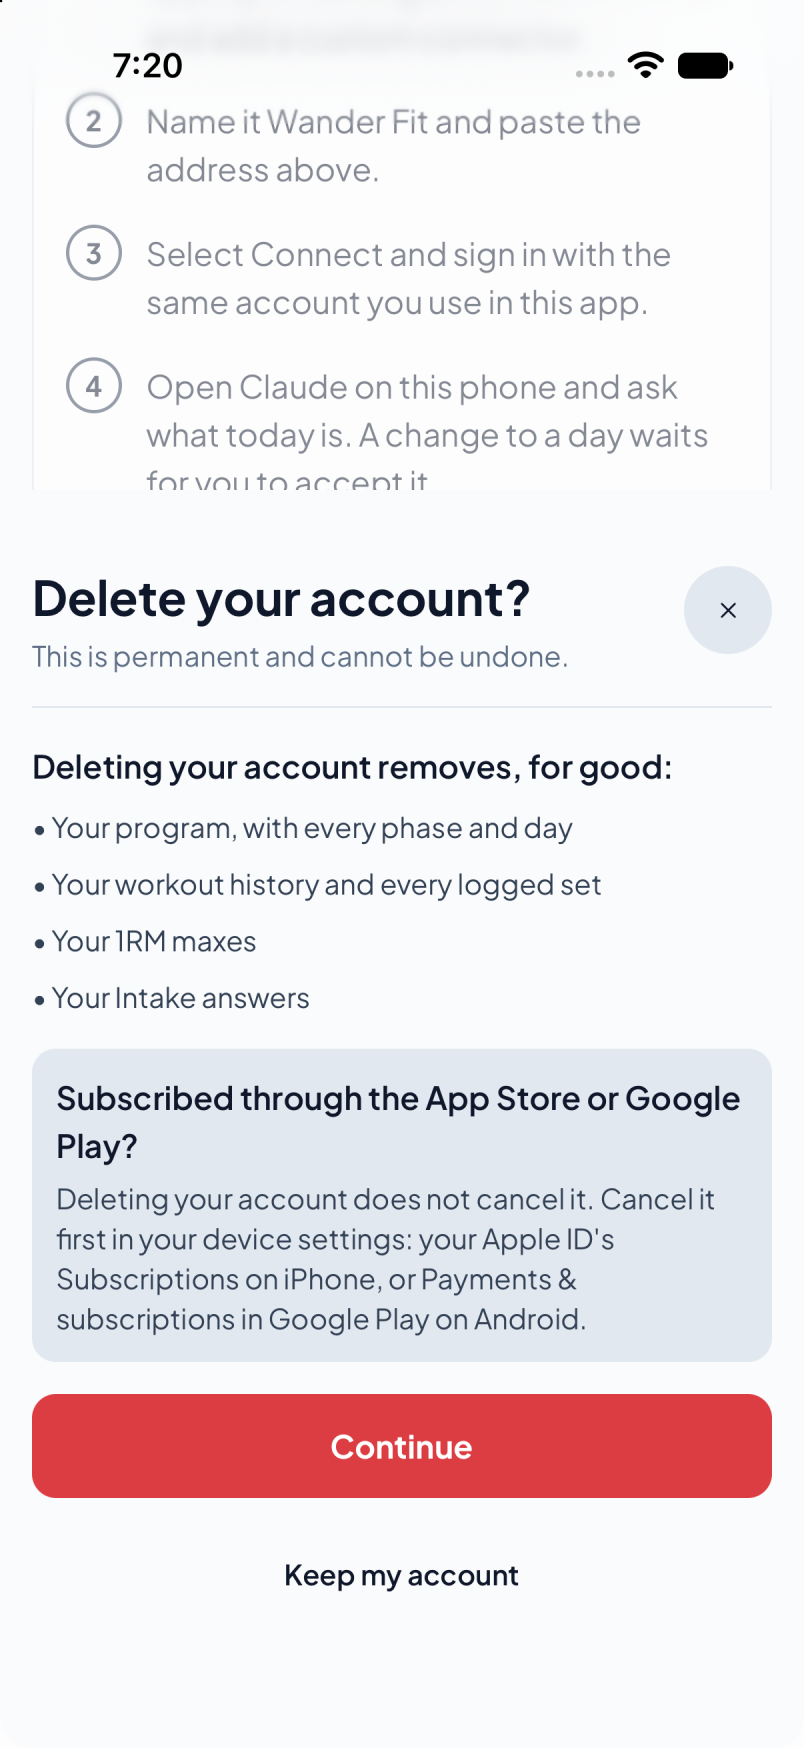 7:20
2 Name it Wander Fit and paste the
address above.
3 Select Connect and sign in with the
same account you use in this app.
4 Open Claude on this phone and ask
what today is. A change to a day waits
for you to accept it
Delete your account?
This is permanent and cannot be undone.
Deleting your account removes, for good:
• Your program, with every phase and day
• Your workout history and every logged set
• Your 1RM maxes
• Your Intake answers
Subscribed through the App Store or Google
Play?
Deleting your account does not cancel it. Cancel it
first in your device settings: your Apple ID's
Subscriptions on iPhone, or Payments &
subscriptions in Google Play on Android.
Continue
Keep my account